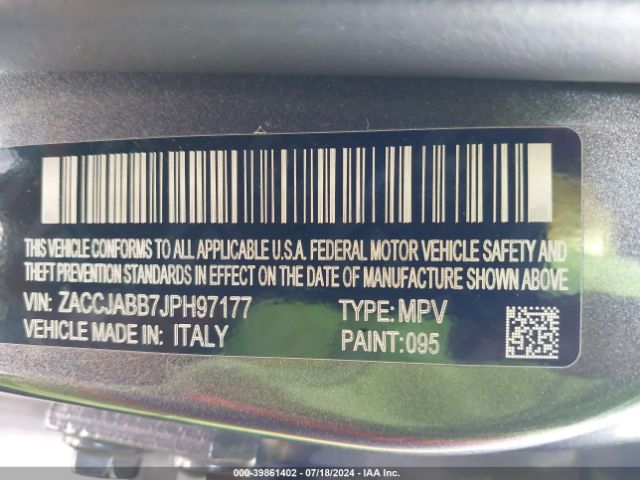 THIS VEHICLE CONFORMS TO ALL APPLICABLE U.S.A. FEDERAL MOTOR VEHICLE SAFETY AND
THEFT PREVENTION STANDARDS IN EFFECT ON THE DATE OF MANUFACTURE SHOWN ABOVE
VIN: ZACCJABB7JPH97177 TYPE: MPV
VEHICLE MADE IN: ITALY PAINT: 095
000-39861402 / 07/18/2024 / IAA Inc.